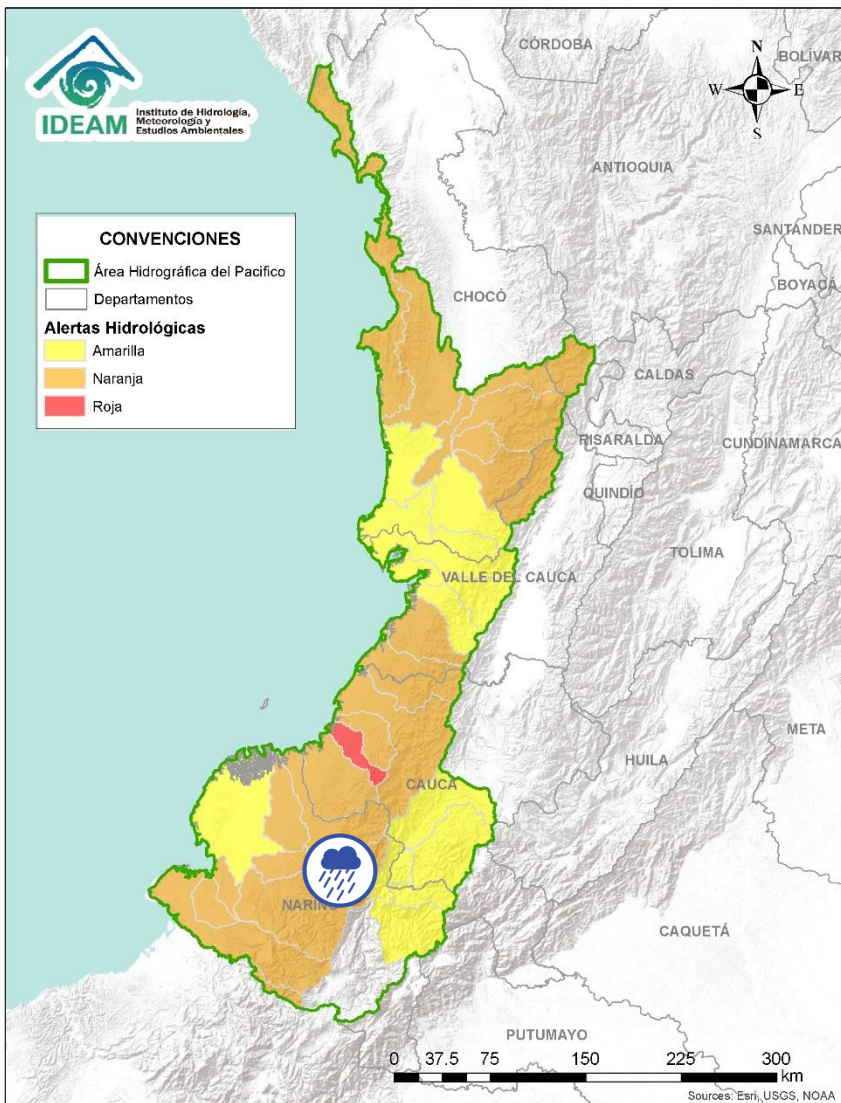 IDEAM
Instituto de Hidrología,
Meteorología y
Estudios Ambientales
CÓRDOBA
BOLÍVAR
N
W
E
S
ANTIOQUIA
SANTANDER
BOYACÁ
CONVENCIONES
Área Hidrográfica del Pacifico
Departamentos
Alertas Hidrológicas
Amarilla
Naranja
Roja
CHOCÓ
CALDAS
RISARALDA
CUNDINAMARCA
QUINDÍO
TOLIMA
VALLE DEL CAUCA
META
HUILA
CAUCA
NARIÑO
CAQUETÁ
PUTUMAYO
0 37.5 75 150 225 300
km
Sources: Esri, USGS, NOAA